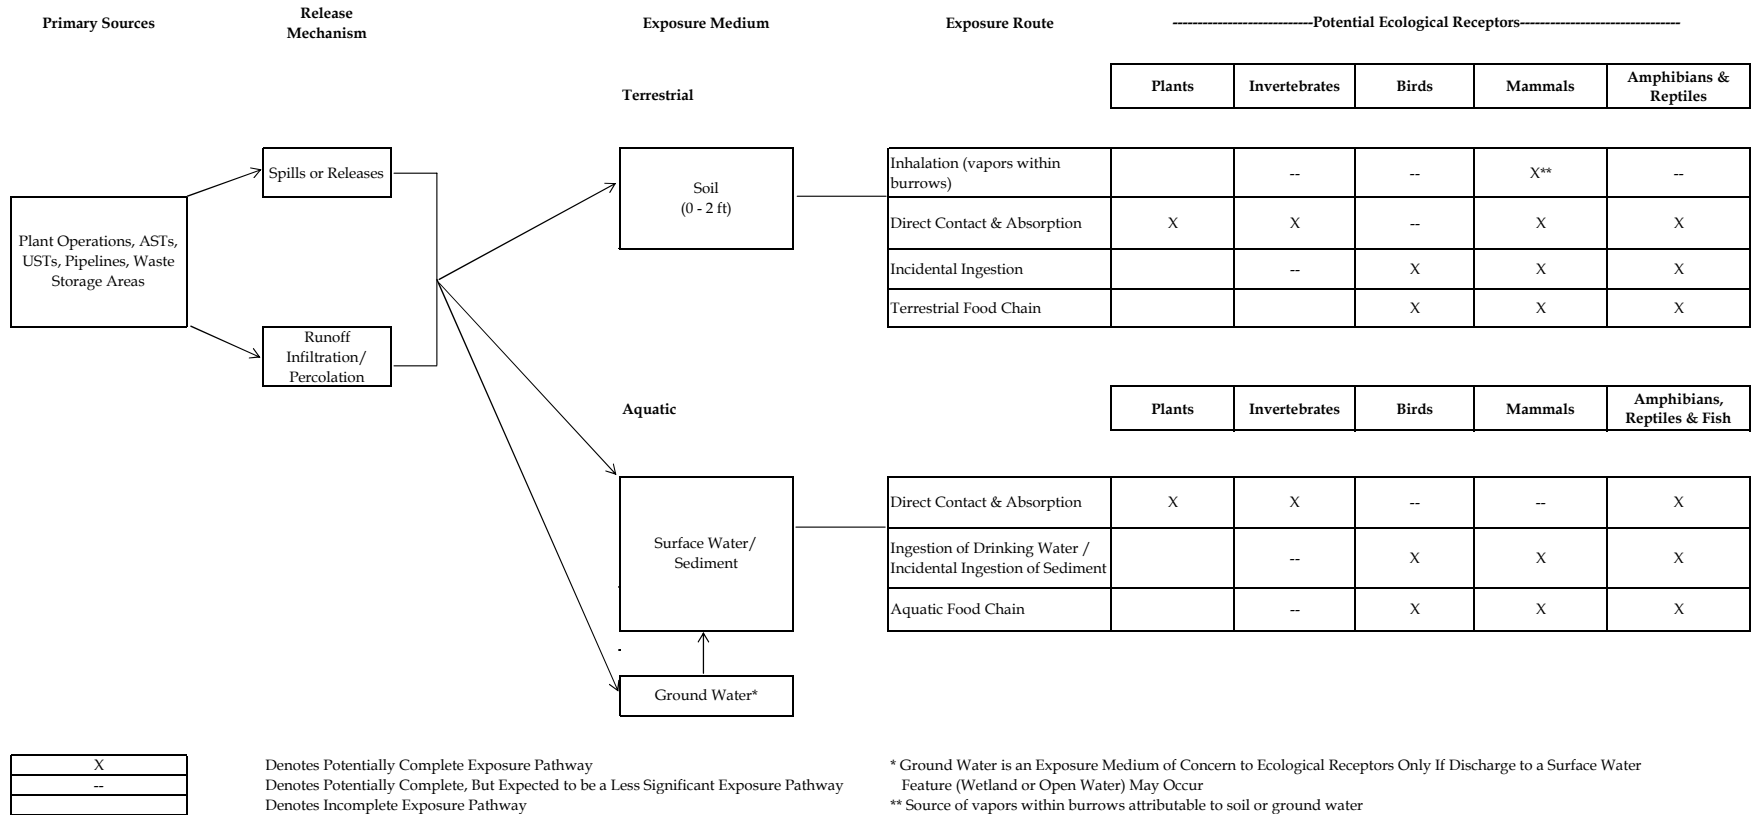 Primary Sources
Release
Mechanism
Exposure Medium
Exposure Route
----------------------------Potential Ecological Receptors--------------------------------
Terrestrial
Plants
Invertebrates
Birds
Mammals
Amphibians &
Reptiles
Plant Operations, ASTs,
USTs, Pipelines, Waste
Storage Areas
Spills or Releases
Runoff
Infiltration/
Percolation
Soil
(0 - 2 ft)
Inhalation (vapors within
burrows)
--
--
X**
--
Direct Contact & Absorption
X
X
--
X
X
Incidental Ingestion
--
X
X
X
Terrestrial Food Chain
X
X
X
Aquatic
Plants
Invertebrates
Birds
Mammals
Amphibians,
Reptiles & Fish
Surface Water/
Sediment
Direct Contact & Absorption
X
X
--
--
X
Ingestion of Drinking Water /
Incidental Ingestion of Sediment
--
X
X
X
Aquatic Food Chain
--
X
X
X
Ground Water*
X
Denotes Potentially Complete Exposure Pathway
--
Denotes Potentially Complete, But Expected to be a Less Significant Exposure Pathway
Denotes Incomplete Exposure Pathway
* Ground Water is an Exposure Medium of Concern to Ecological Receptors Only If Discharge to a Surface Water
Feature (Wetland or Open Water) May Occur
** Source of vapors within burrows attributable to soil or ground water